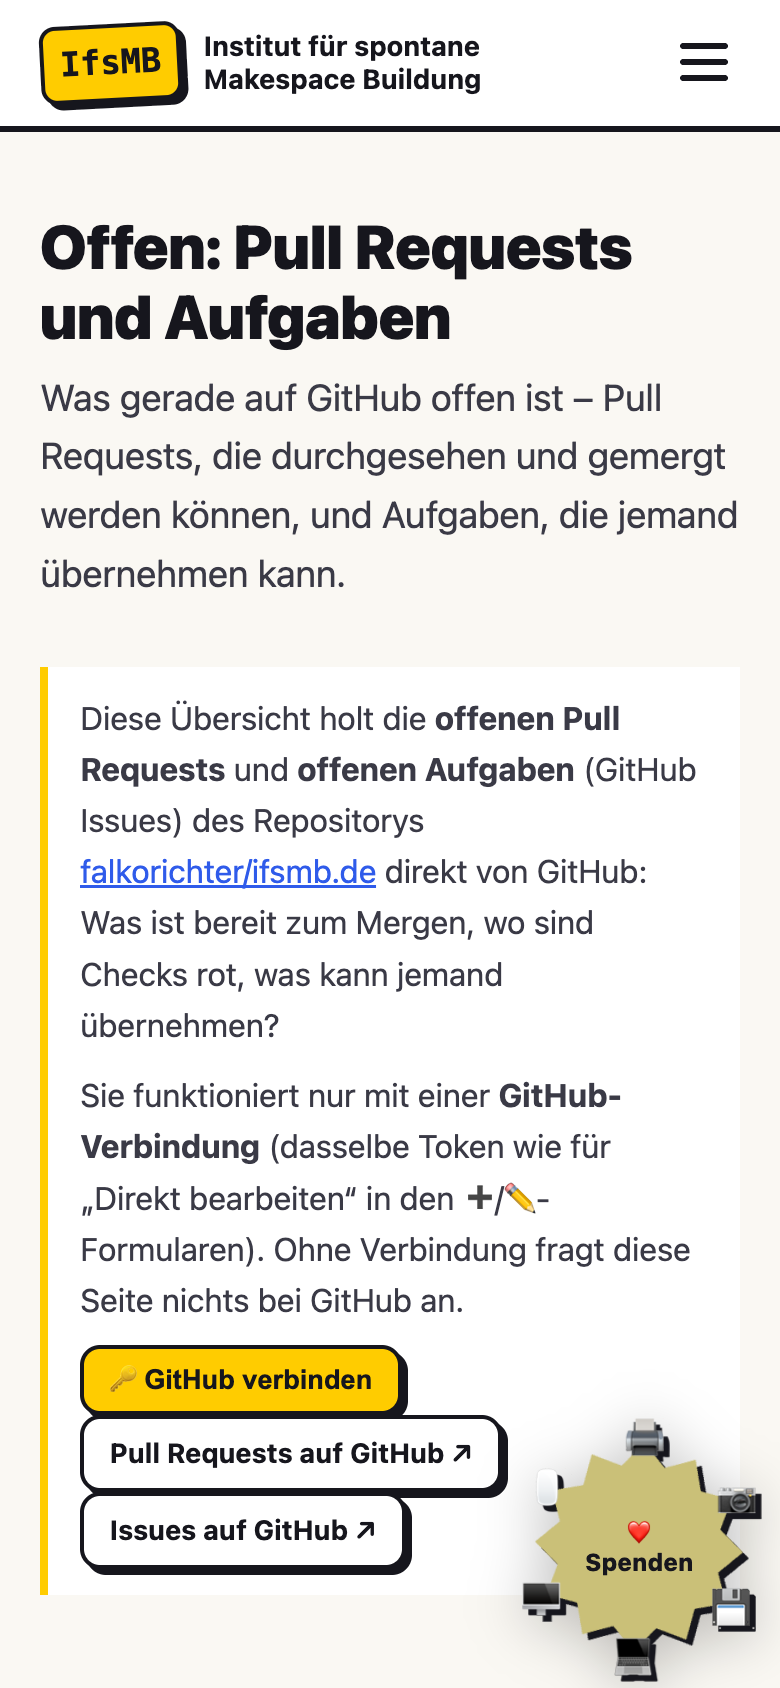 IfsMB
Institut für spontane
Makespace Buildung
Offen: Pull Requests
und Aufgaben
Was gerade auf GitHub offen ist – Pull
Requests, die durchgesehen und gemergt
werden können, und Aufgaben, die jemand
übernehmen kann.
Diese Übersicht holt die offenen Pull
Requests und offenen Aufgaben (GitHub
Issues) des Repositorys
falkorichter/ifsmb.de direkt von GitHub:
Was ist bereit zum Mergen, wo sind
Checks rot, was kann jemand
übernehmen?
Sie funktioniert nur mit einer GitHub-
Verbindung (dasselbe Token wie für
„Direkt bearbeiten“ in den ➕/✏️-
Formularen). Ohne Verbindung fragt diese
Seite nichts bei GitHub an.
🔑 GitHub verbinden
Pull Requests auf GitHub ↗
Issues auf GitHub ↗
❤️
Spenden